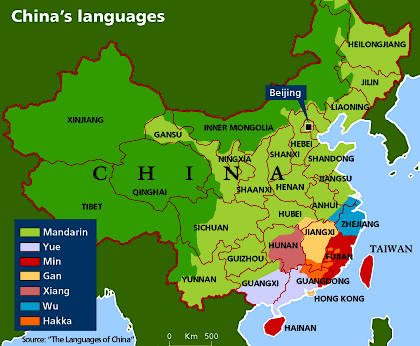 China's languages
HEILONGJIANG
JILIN
LIAONING
Beijing
XINJIANG
GANSU
INNER MONGOLIA
HEBEI
SHANXI
NINGXIA
SHANDONG
C H I N A
QINGHAI
SHAANXI
HENAN
JIANGSU
TIBET
ANHUI
HUBEI
ZHEJIANG
SICHUAN
JIANGXI
HUNAN
TAIWAN
FUJIAN
GUIZHOU
YUNNAN
GUANGXI
GUANGDONG
HONG KONG
HAINAN
Mandarin
Yue
Min
Gan
Xiang
Wu
Hakka
0 Km 500
Source: "The Languages of China"